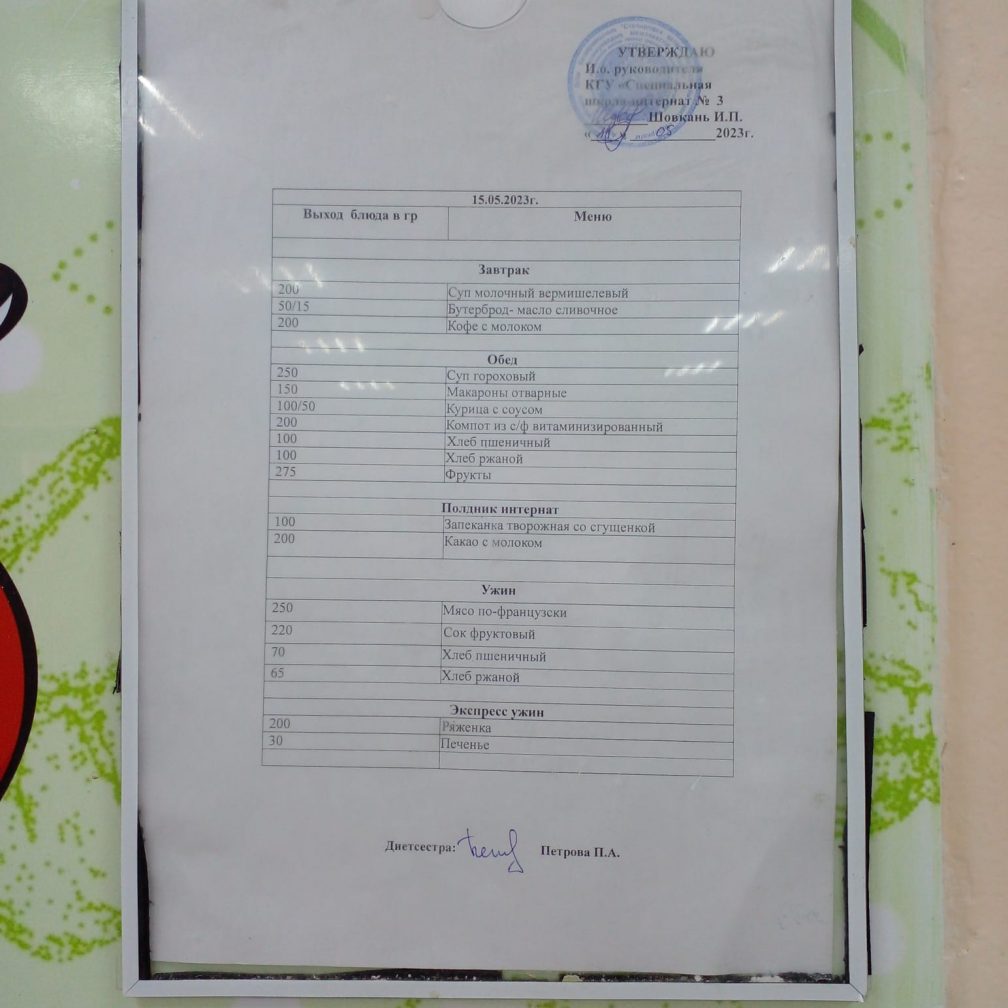 УТВЕРЖДАЮ
И.о. руководителя
КГУ «Специальная
школа-интернат № 3
Шовкань И.П.
« » 05 2023г.
15.05.2023г.
Выход блюда в гр Меню
Завтрак
200 Суп молочный вермишелевый
50/15 Бутерброд- масло сливочное
200 Кофе с молоком
Обед
250 Суп гороховый
150 Макароны отварные
100/50 Курица с соусом
200 Компот из с/ф витаминизированный
100 Хлеб пшеничный
100 Хлеб ржаной
275 Фрукты
Полдник интернат
100 Запеканка творожная со сгущенкой
200 Какао с молоком
Ужин
250 Мясо по-французски
220 Сок фруктовый
70 Хлеб пшеничный
65 Хлеб ржаной
Экспресс ужин
200 Ряженка
30 Печенье
Диетсестра: Петрова П.А.